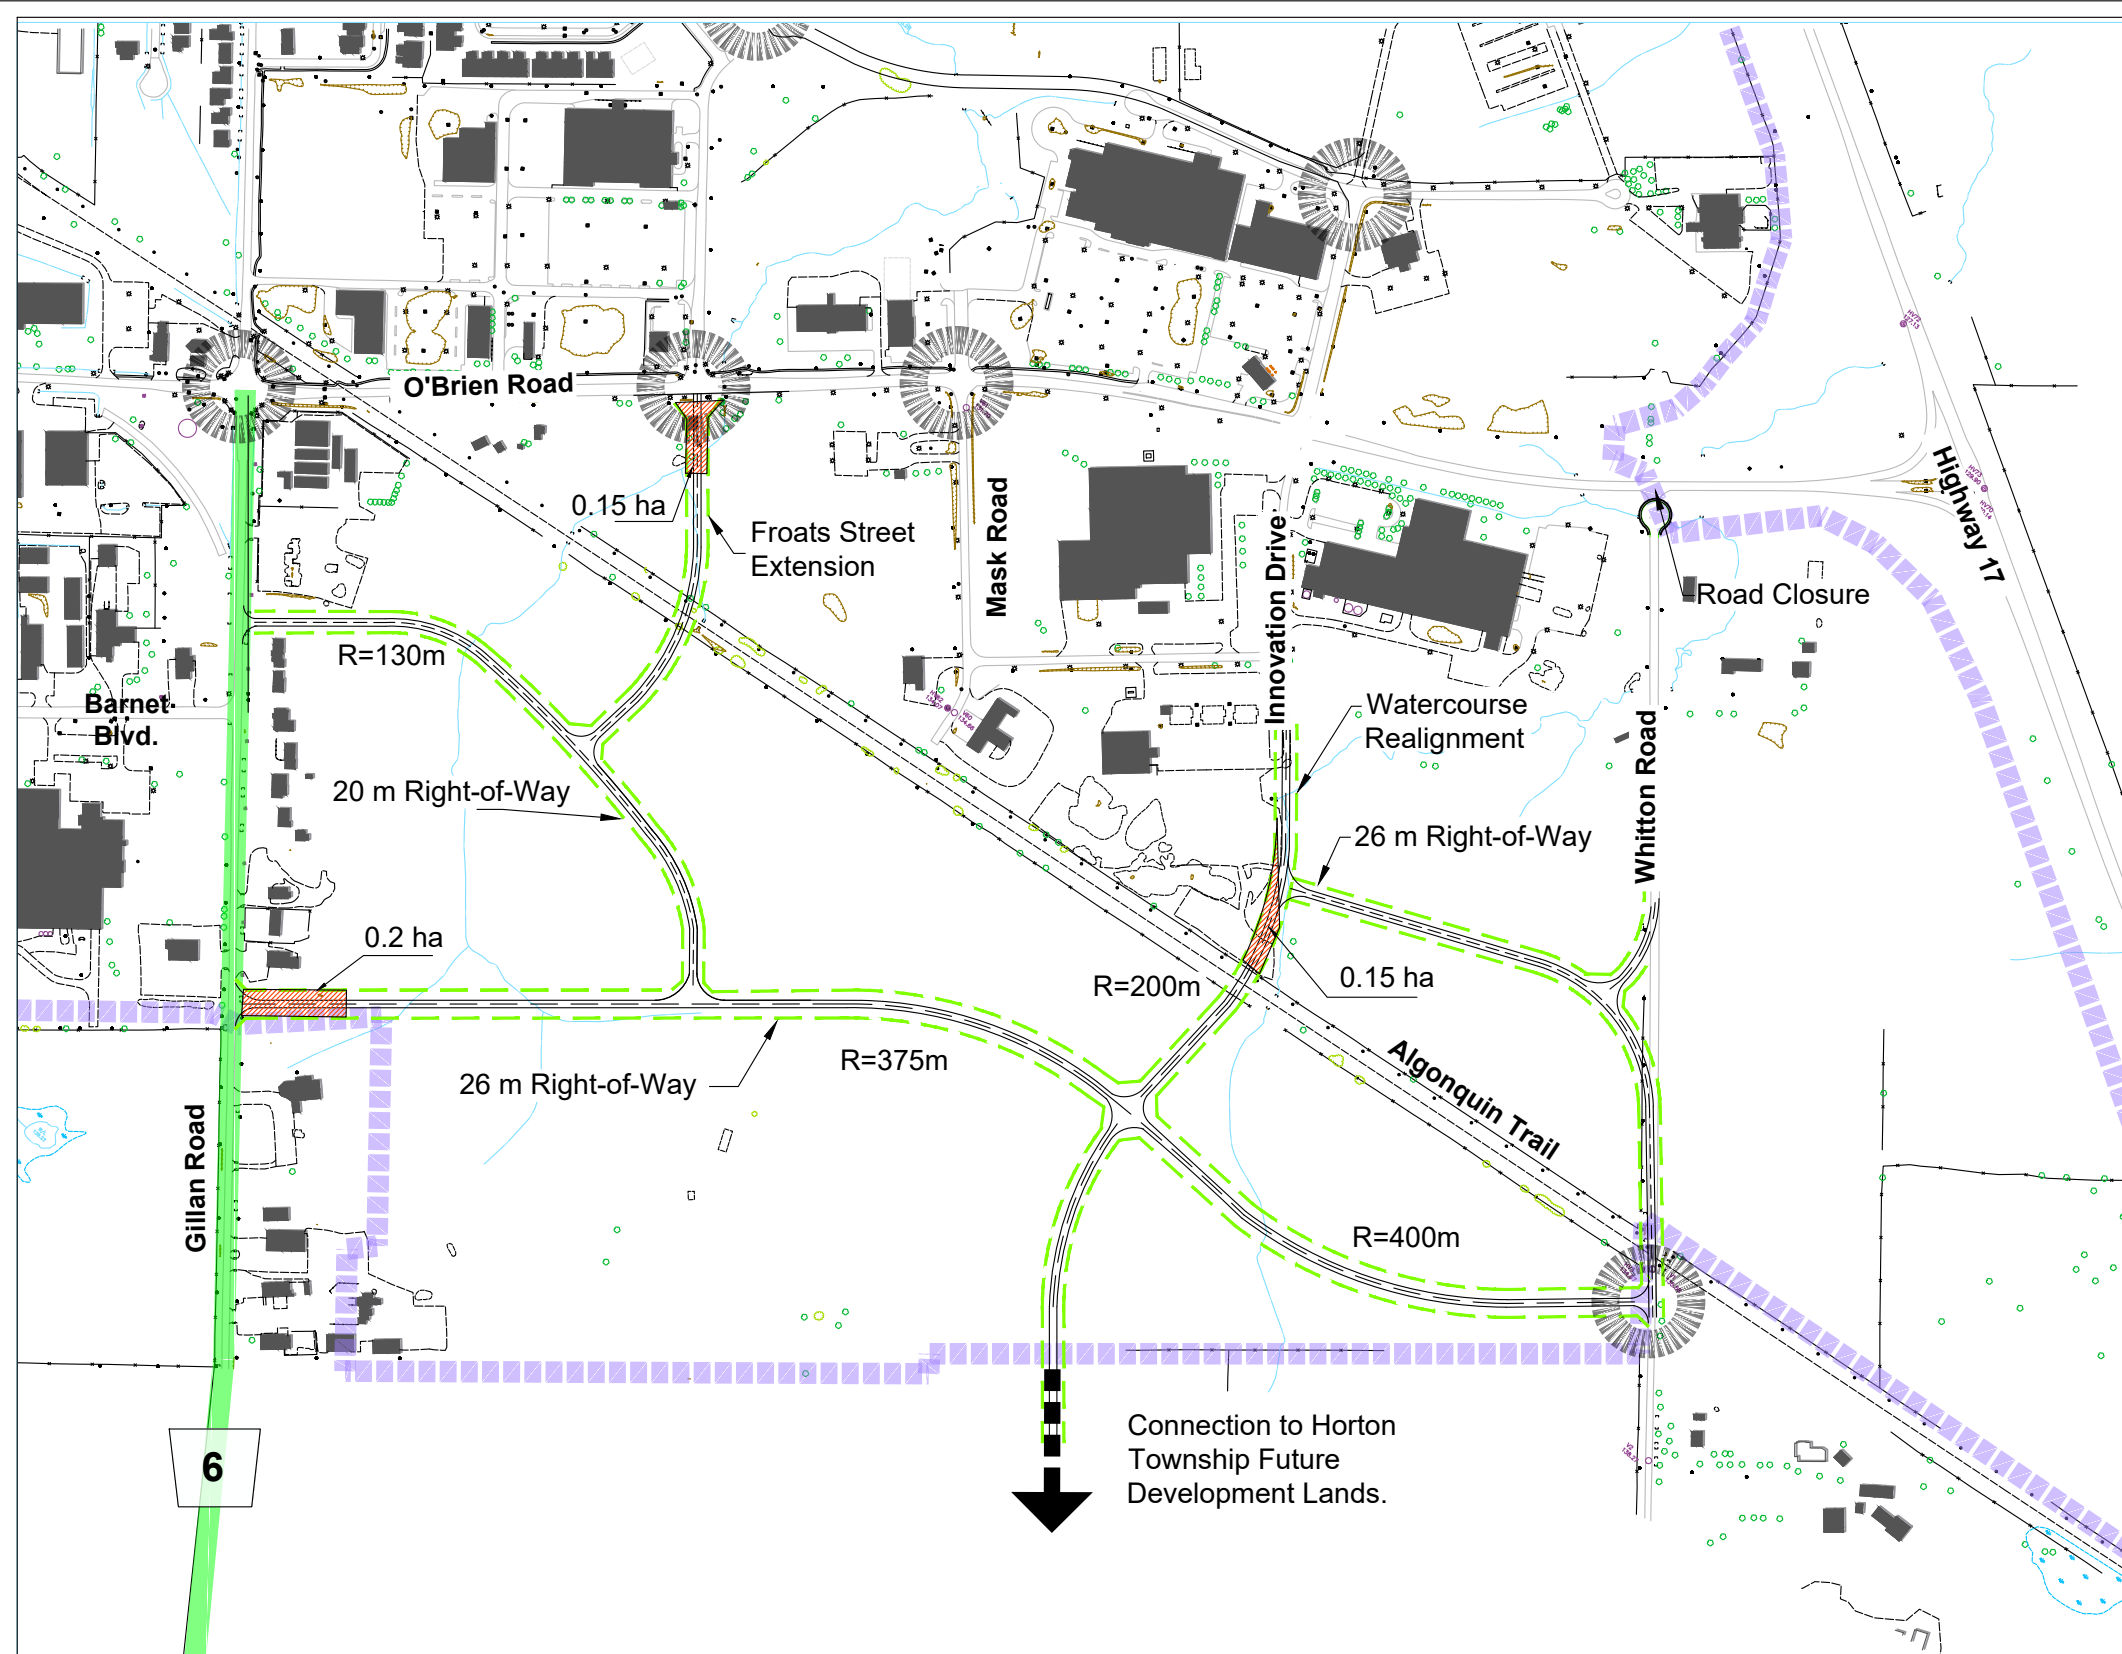 O'Brien Road
0.15 ha
Froats Street
Extension
Mask Road
Innovation Drive
Highway 17
Road Closure
R=130m
Barnet
Blvd.
Watercourse
Realignment
Whitton Road
20 m Right-of-Way
26 m Right-of-Way
0.2 ha
0.15 ha
R=200m
Algonquin Trail
R=375m
26 m Right-of-Way
Gillan Road
R=400m
6
Connection to Horton
Township Future
Development Lands.